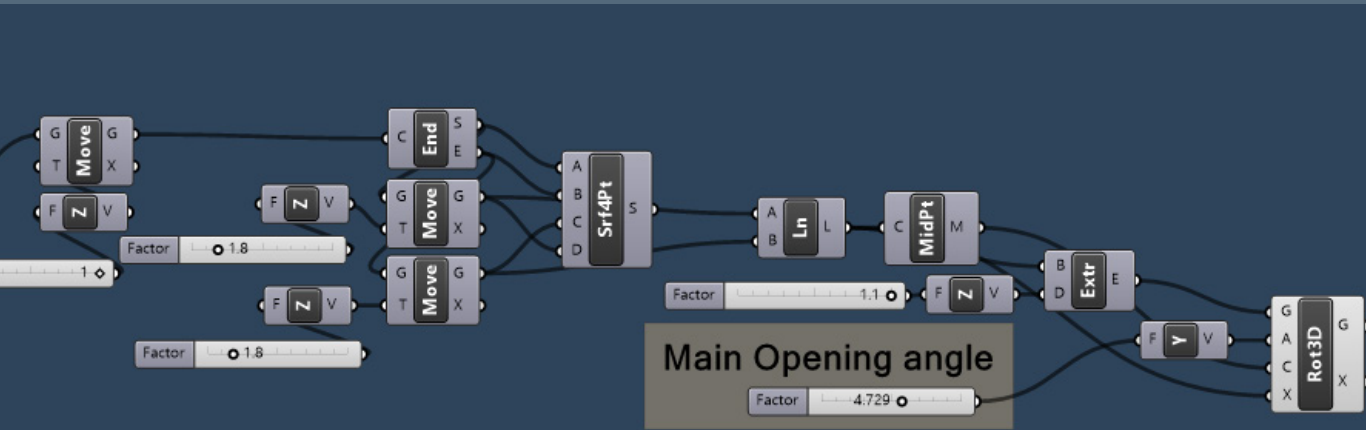 G Move G
T X
F Z V
1
Factor 1.8
F Z V
F Z V
Factor 1.8
C End S
E
G Move G
T X
G Move G
T X
A Srf4Pt S
B
C
D
A Ln L
B
C MidPt M
Factor 1.1
F Z V
B Extr E
D
Main Opening angle
Factor 4.729
F Y V
G Rot3D G
A
C X
X